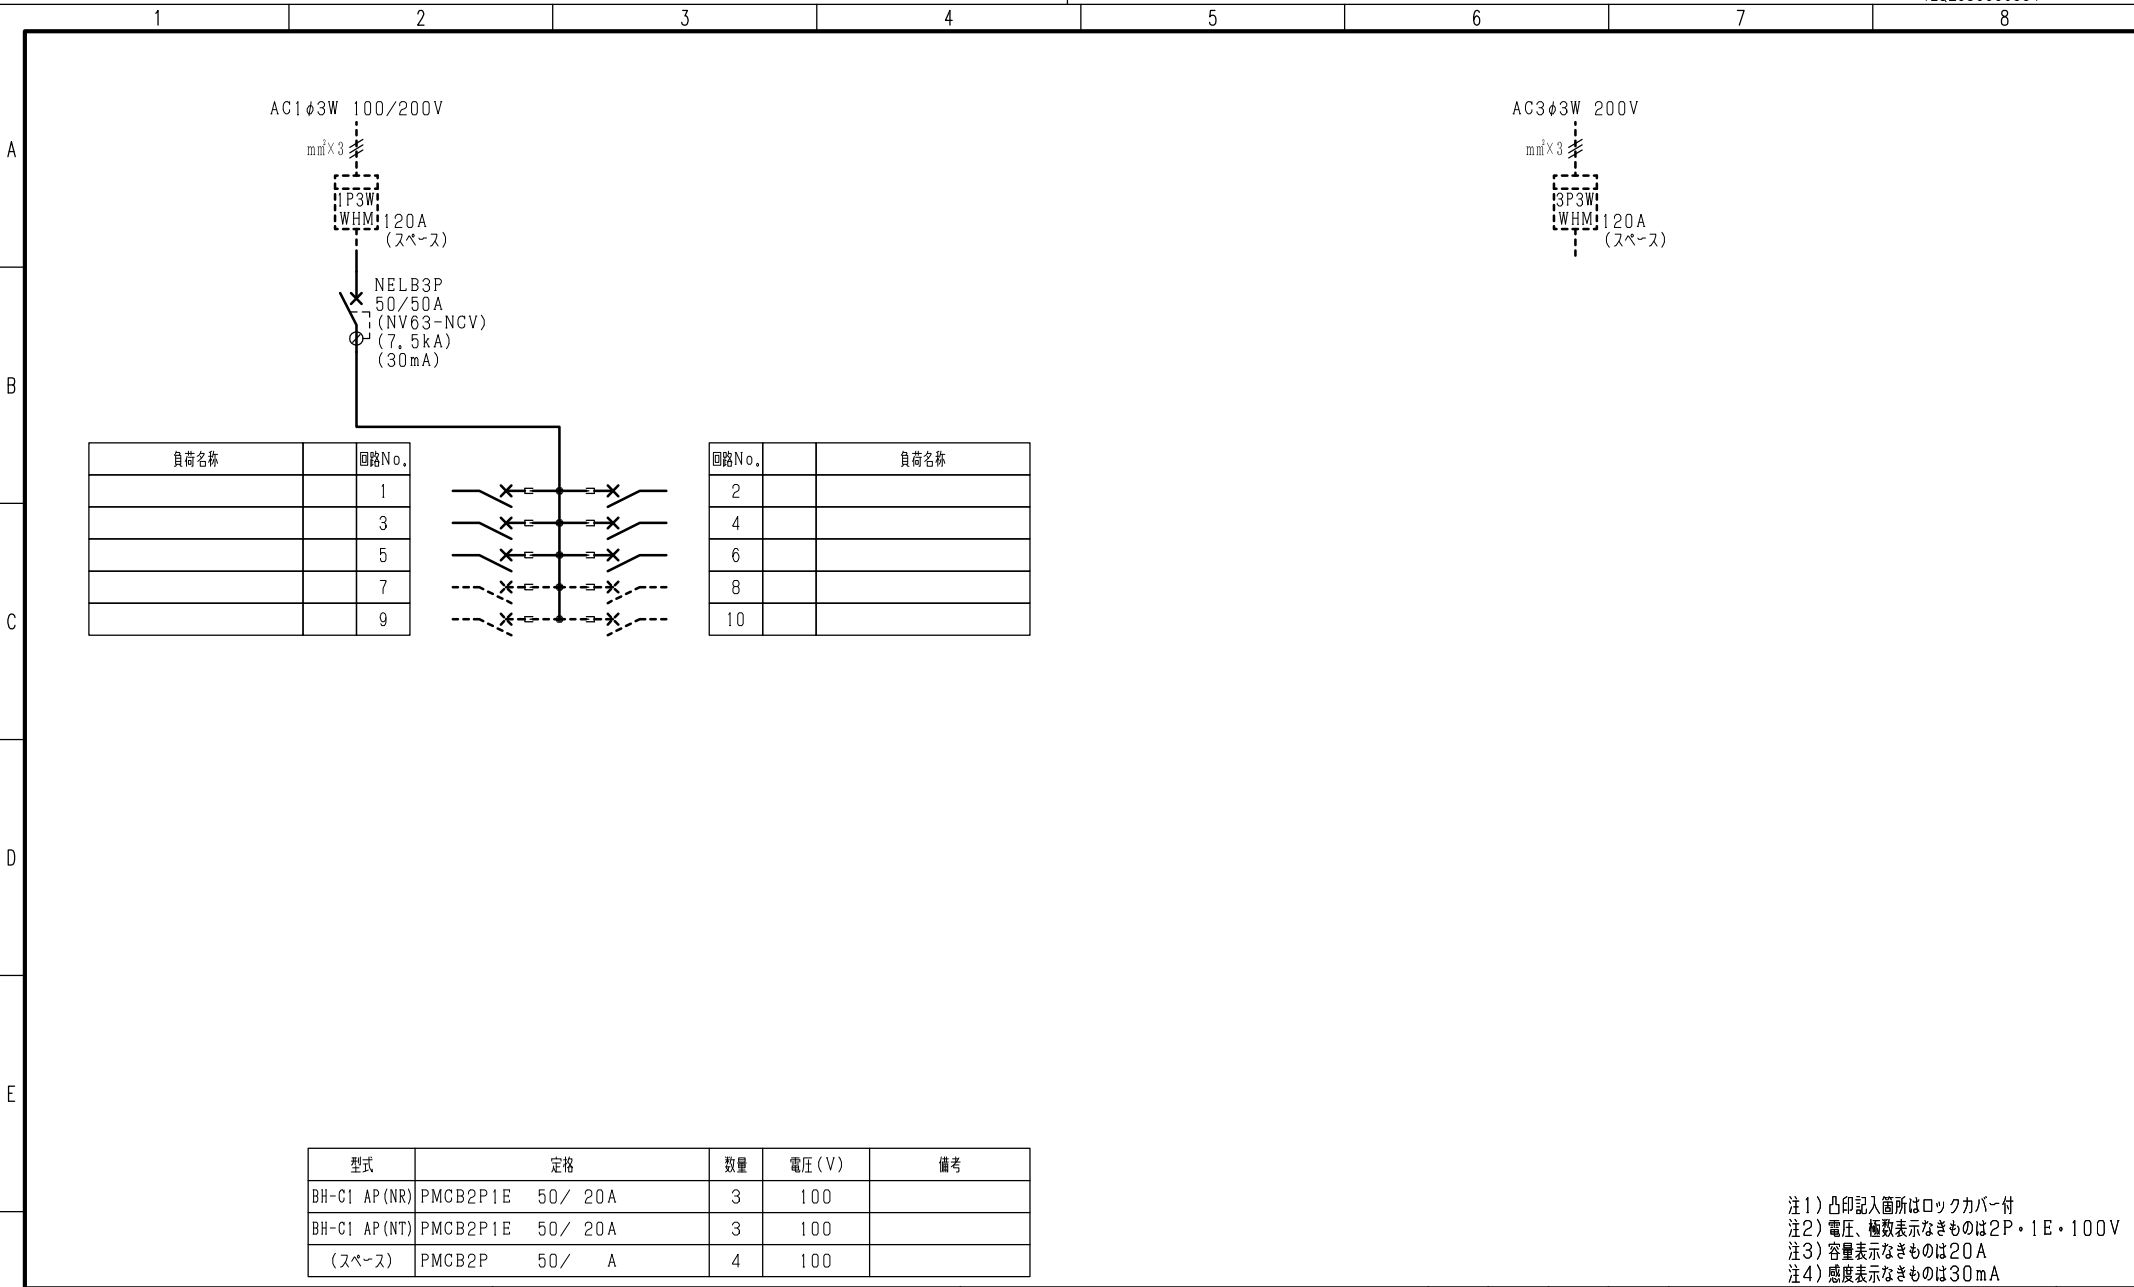 1 2 3 4 5 6 7 8
A
AC1φ3W 100/200V
mm²×3
1P3W
WHM
120A
(スペース)
AC3φ3W 200V
mm²×3
3P3W
WHM
120A
(スペース)
B
NELB3P
50/50A
(NV63-NCV)
(7.5kA)
(30mA)
負荷名称 回路No. 回路No. 負荷名称
1 2
3 4
5 6
7 8
9 10
C
D
E
型式 定格 数量 電圧(V) 備考
BH-C1 AP(NR) PMCB2P1E 50/ 20A 3 100
BH-C1 AP(NT) PMCB2P1E 50/ 20A 3 100
(スペース) PMCB2P 50/ A 4 100
注1)凸印記入箇所はロックカバー付
注2)電圧、極数表示なきものは2P・1E・100V
注3)容量表示なきものは20A
注4)感度表示なきものは30mA